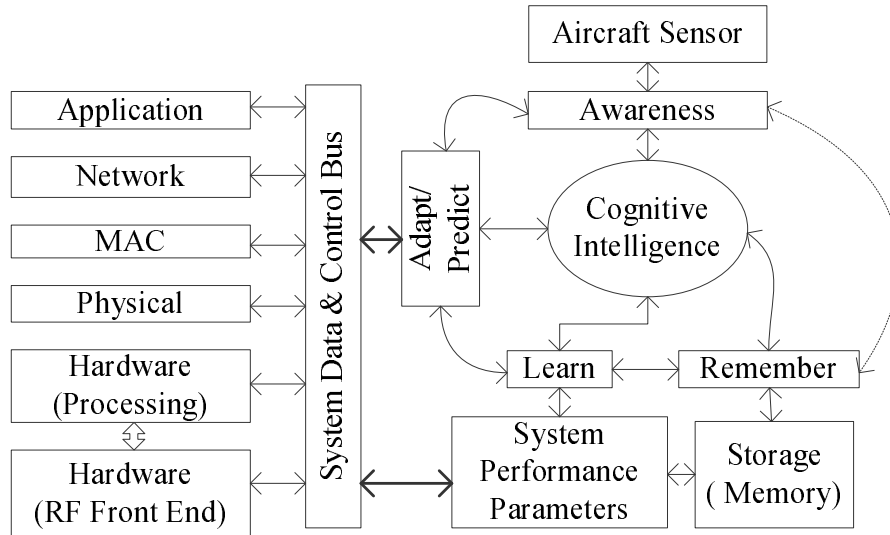 Aircraft Sensor
Application
Awareness
Network
MAC
Physical
Hardware
(Processing)
Hardware
(RF Front End)
System Data & Control Bus
Adapt/
Predict
Cognitive
Intelligence
Learn
Remember
System
Performance
Parameters
Storage
( Memory)